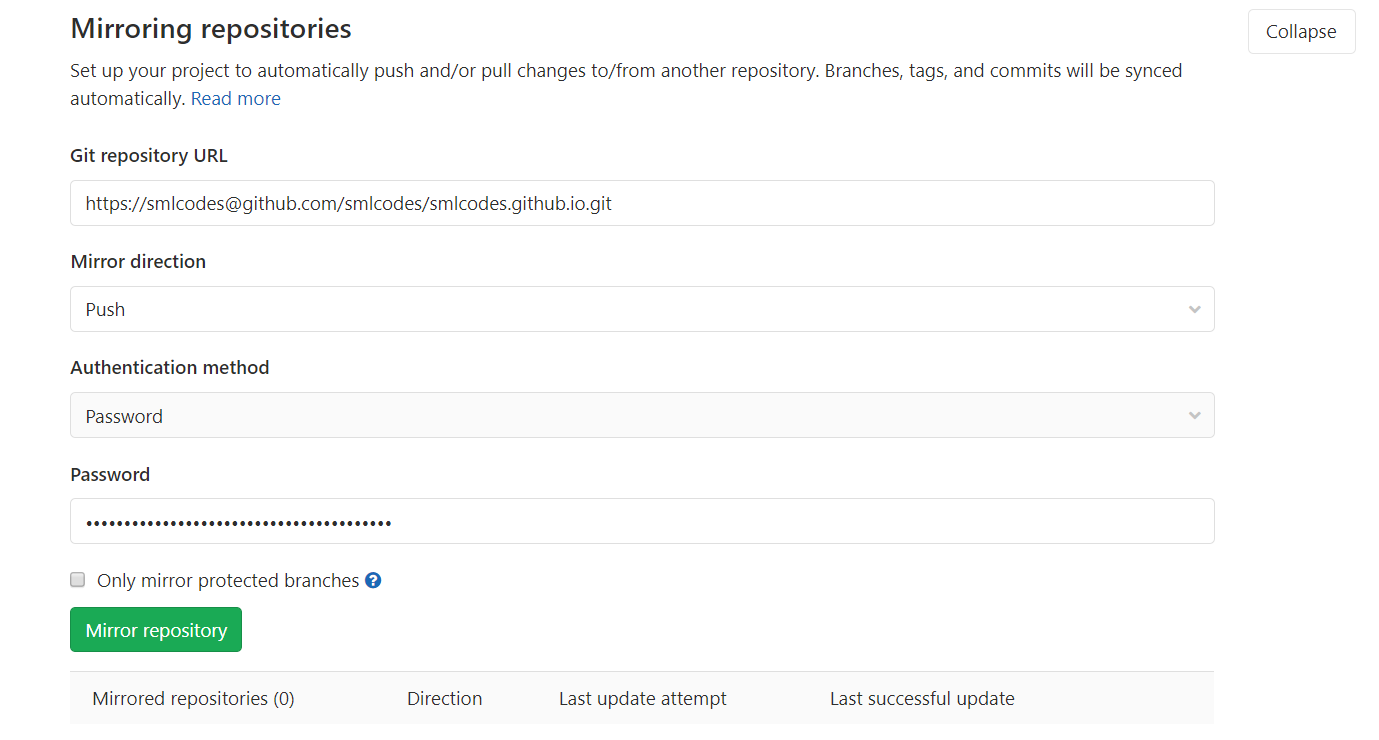 Mirroring repositories
Collapse
Set up your project to automatically push and/or pull changes to/from another repository. Branches, tags, and commits will be synced
automatically. Read more
Git repository URL
https://smlcodes@github.com/smlcodes/smlcodes.github.io.git
Mirror direction
Push
Authentication method
Password
Password
••••••••••••••••••••••••••••••••••••••••
Only mirror protected branches ?
Mirror repository
Mirrored repositories (0) Direction Last update attempt Last successful update